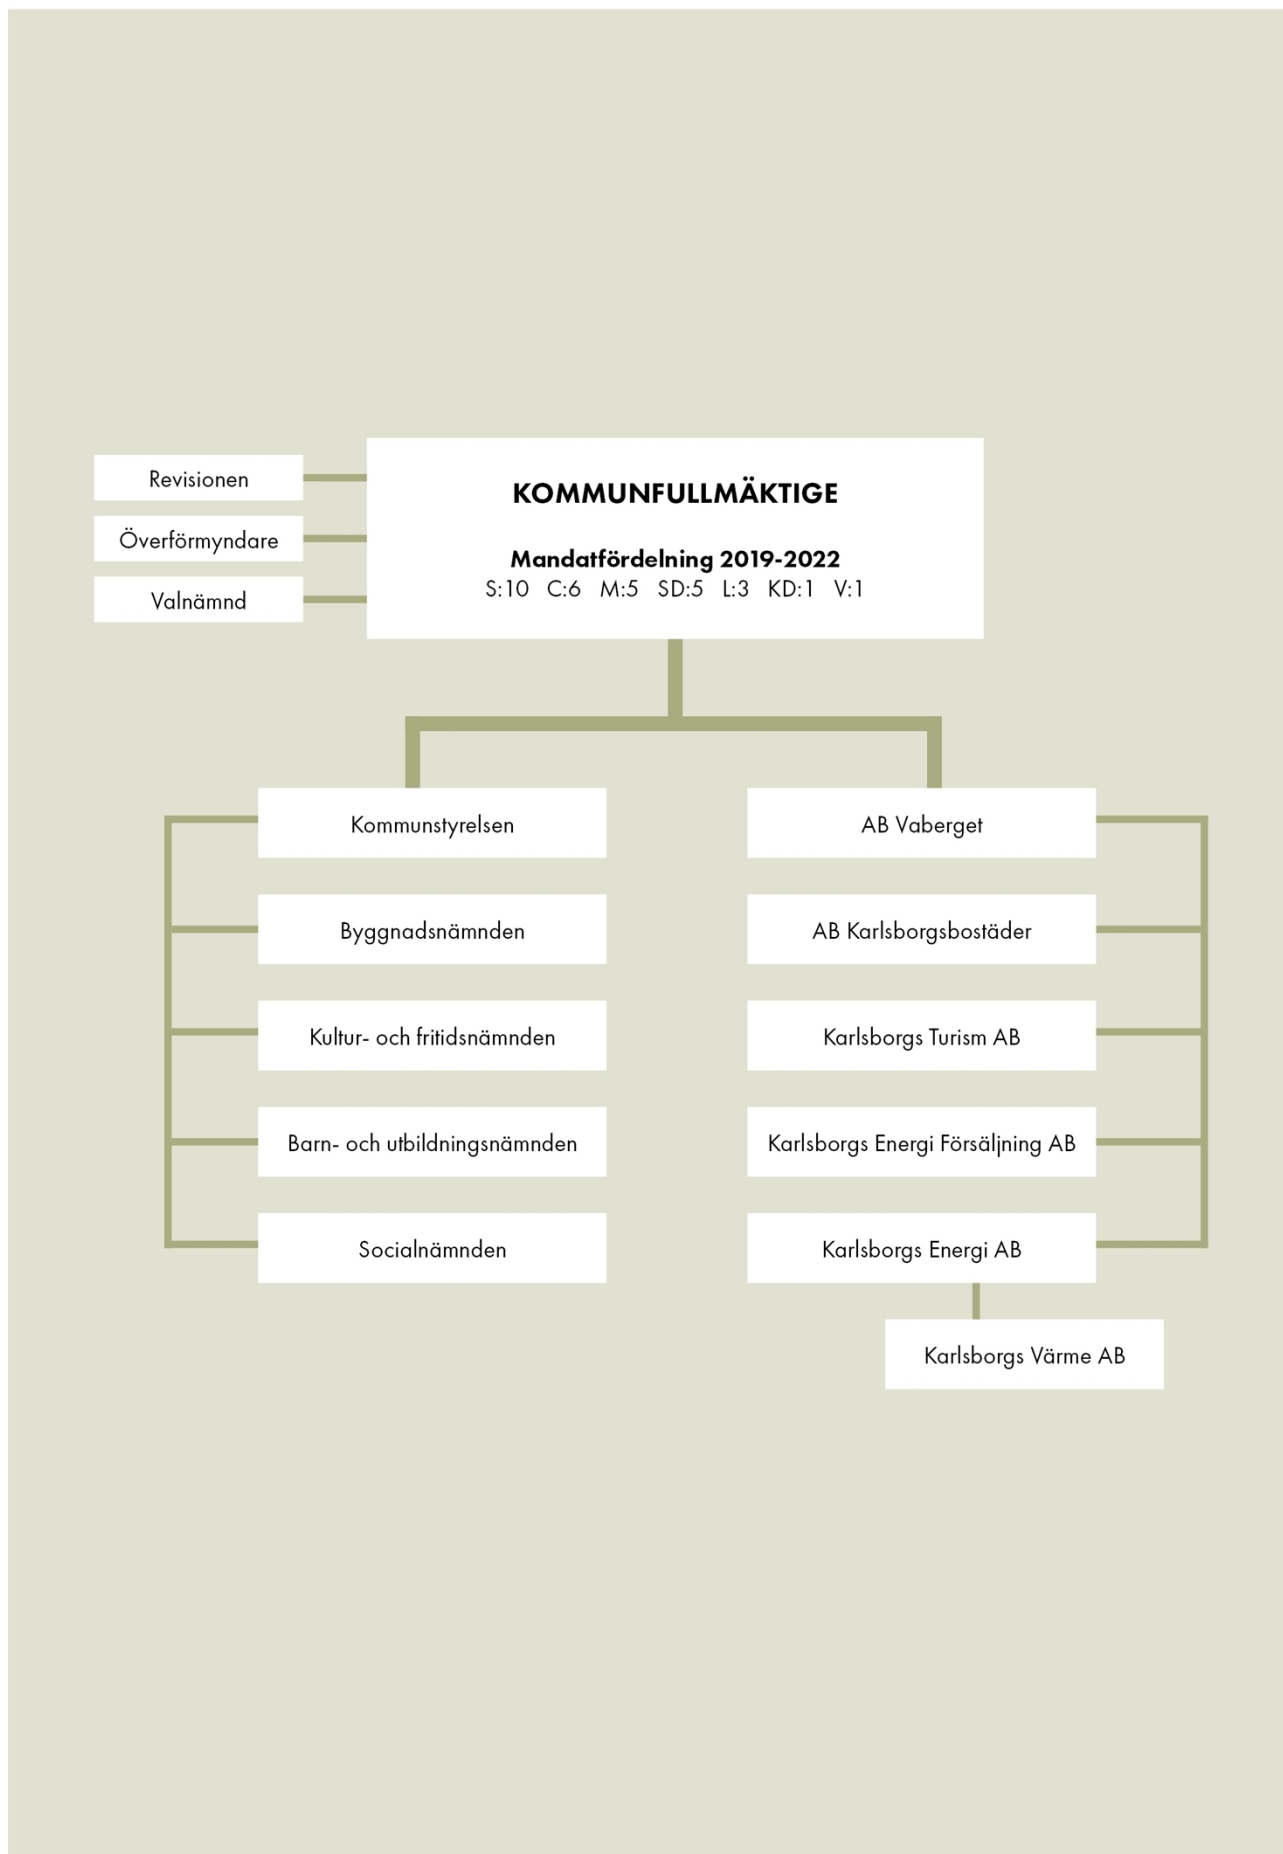 Revisionen
Överförmyndare
Valnämnd
KOMMUNFULLMÄKTIGE
Mandatfördelning 2019-2022
S:10 C:6 M:5 SD:5 L:3 KD:1 V:1
Kommunstyrelsen
Byggnadsnämnden
Kultur- och fritidsnämnden
Barn- och utbildningsnämnden
Socialnämnden
AB Vaberget
AB Karlsborgsbostäder
Karlsborgs Turism AB
Karlsborgs Energi Försäljning AB
Karlsborgs Energi AB
Karlsborgs Värme AB